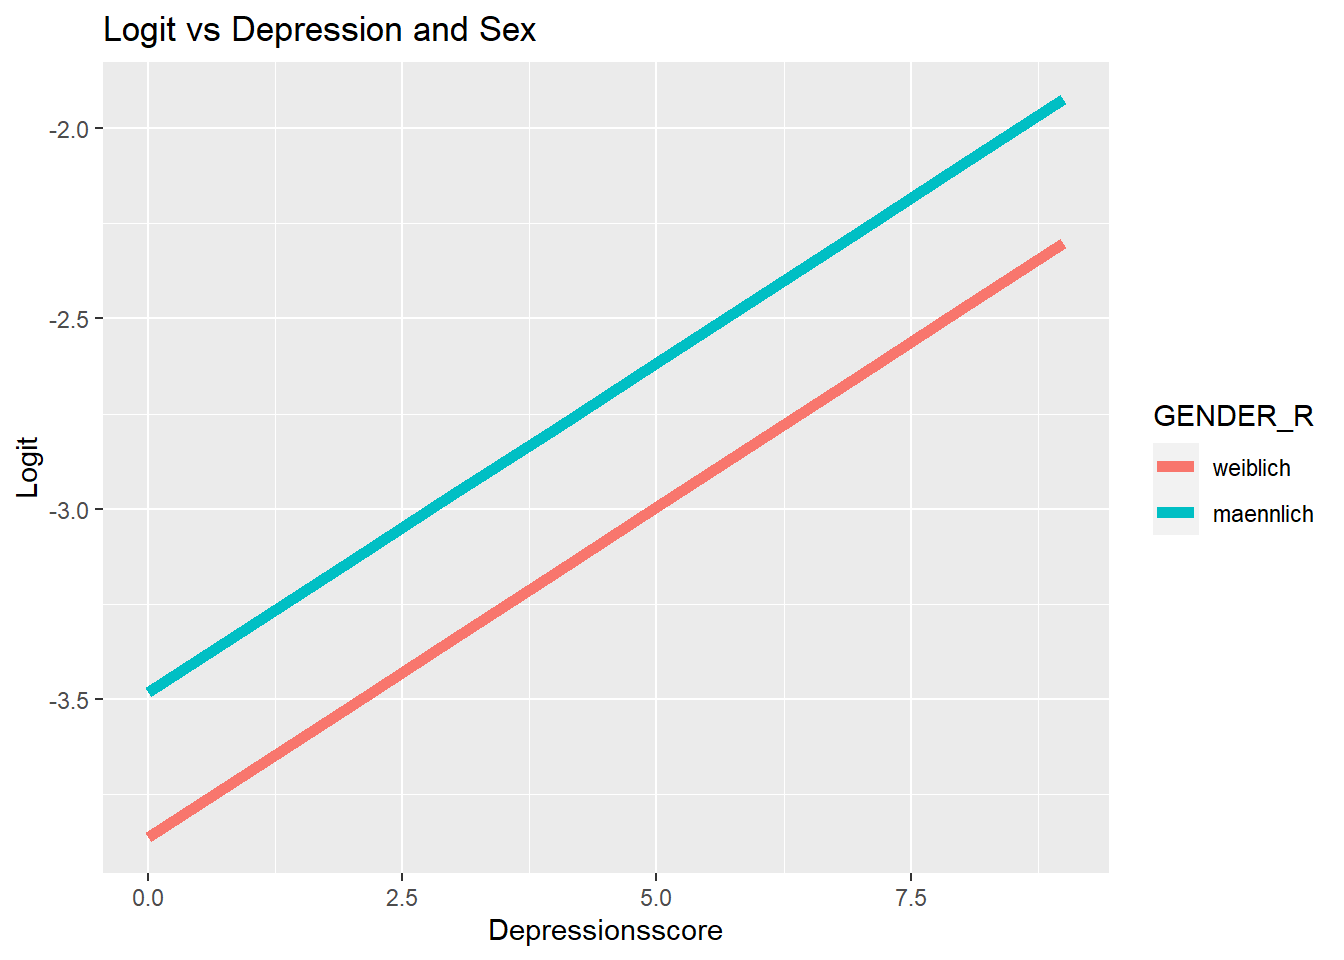 Logit vs Depression and Sex
Logit
-2.0
-2.5
-3.0
-3.5
0.0 2.5 5.0 7.5
Depressionsscore
GENDER_R
weiblich
maennlich